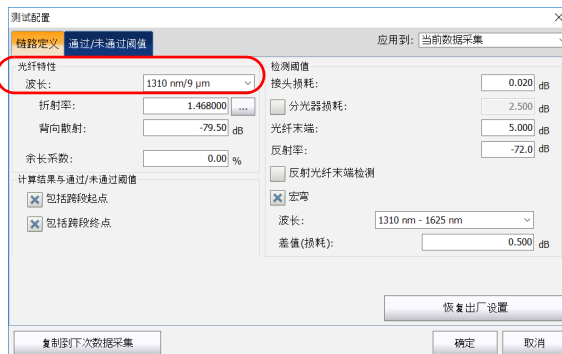 测试配置
链路定义 通过/未通过阈值 应用到: 当前数据采集
光纤特性
波长: 1310 nm/9 µm
折射率: 1.468000 ...
背向散射: -79.50 dB
余长系数: 0.00 %
计算结果与通过/未通过阈值
包括跨段起点
包括跨段终点
检测阈值
接头损耗: 0.020 dB
分光器损耗: 2.500 dB
光纤末端: 5.000 dB
反射率: -72.0 dB
反射光纤末端检测
宏弯
波长: 1310 nm - 1625 nm
差值(损耗): 0.500 dB
恢复出厂设置
复制到下次数据采集 确定 取消